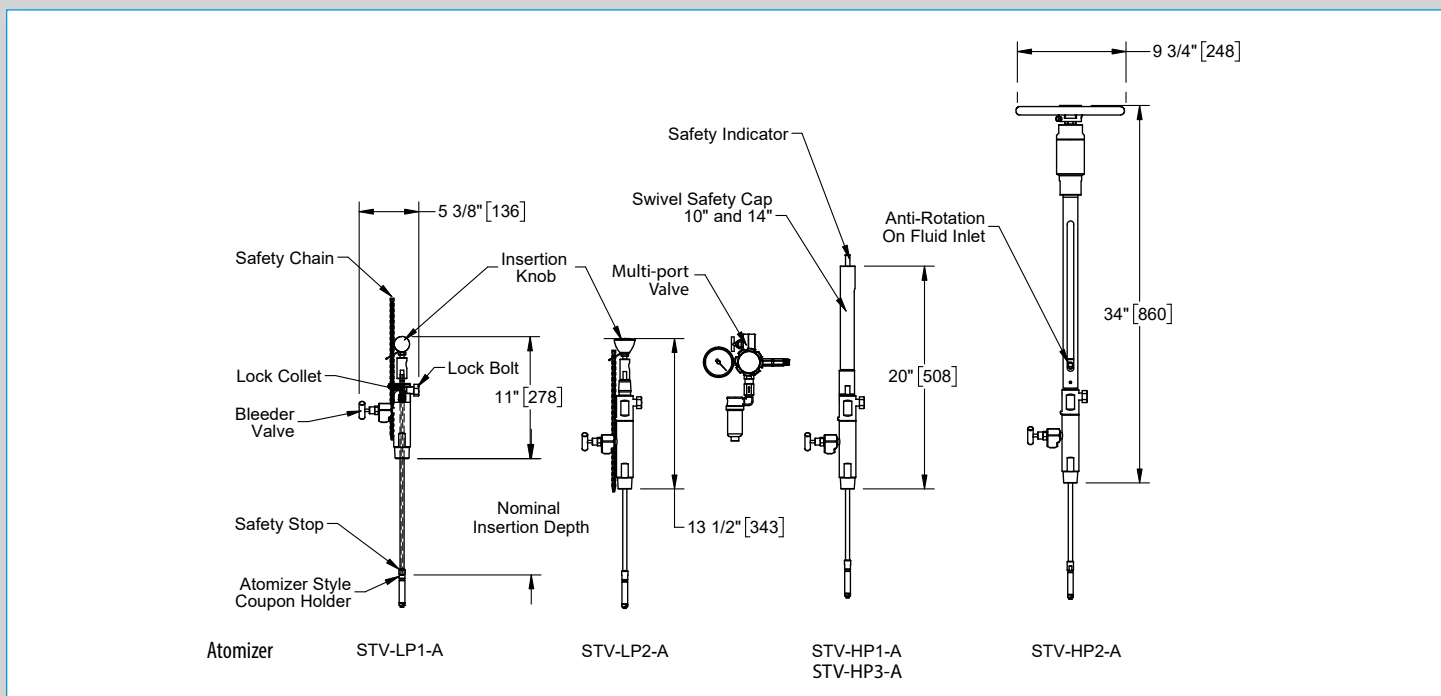 9 3/4" [248]
Safety Indicator
Swivel Safety Cap
10" and 14"
Anti-Rotation
On Fluid Inlet
5 3/8" [136]
Safety Chain
Insertion
Knob
Multi-port
Valve
34" [860]
Lock Collet
Lock Bolt
11" [278]
20" [508]
Bleeder
Valve
Nominal
Insertion Depth
13 1/2" [343]
Safety Stop
Atomizer Style
Coupon Holder
Atomizer STV-LP1-A STV-LP2-A STV-HP1-A STV-HP2-A
STV-HP3-A